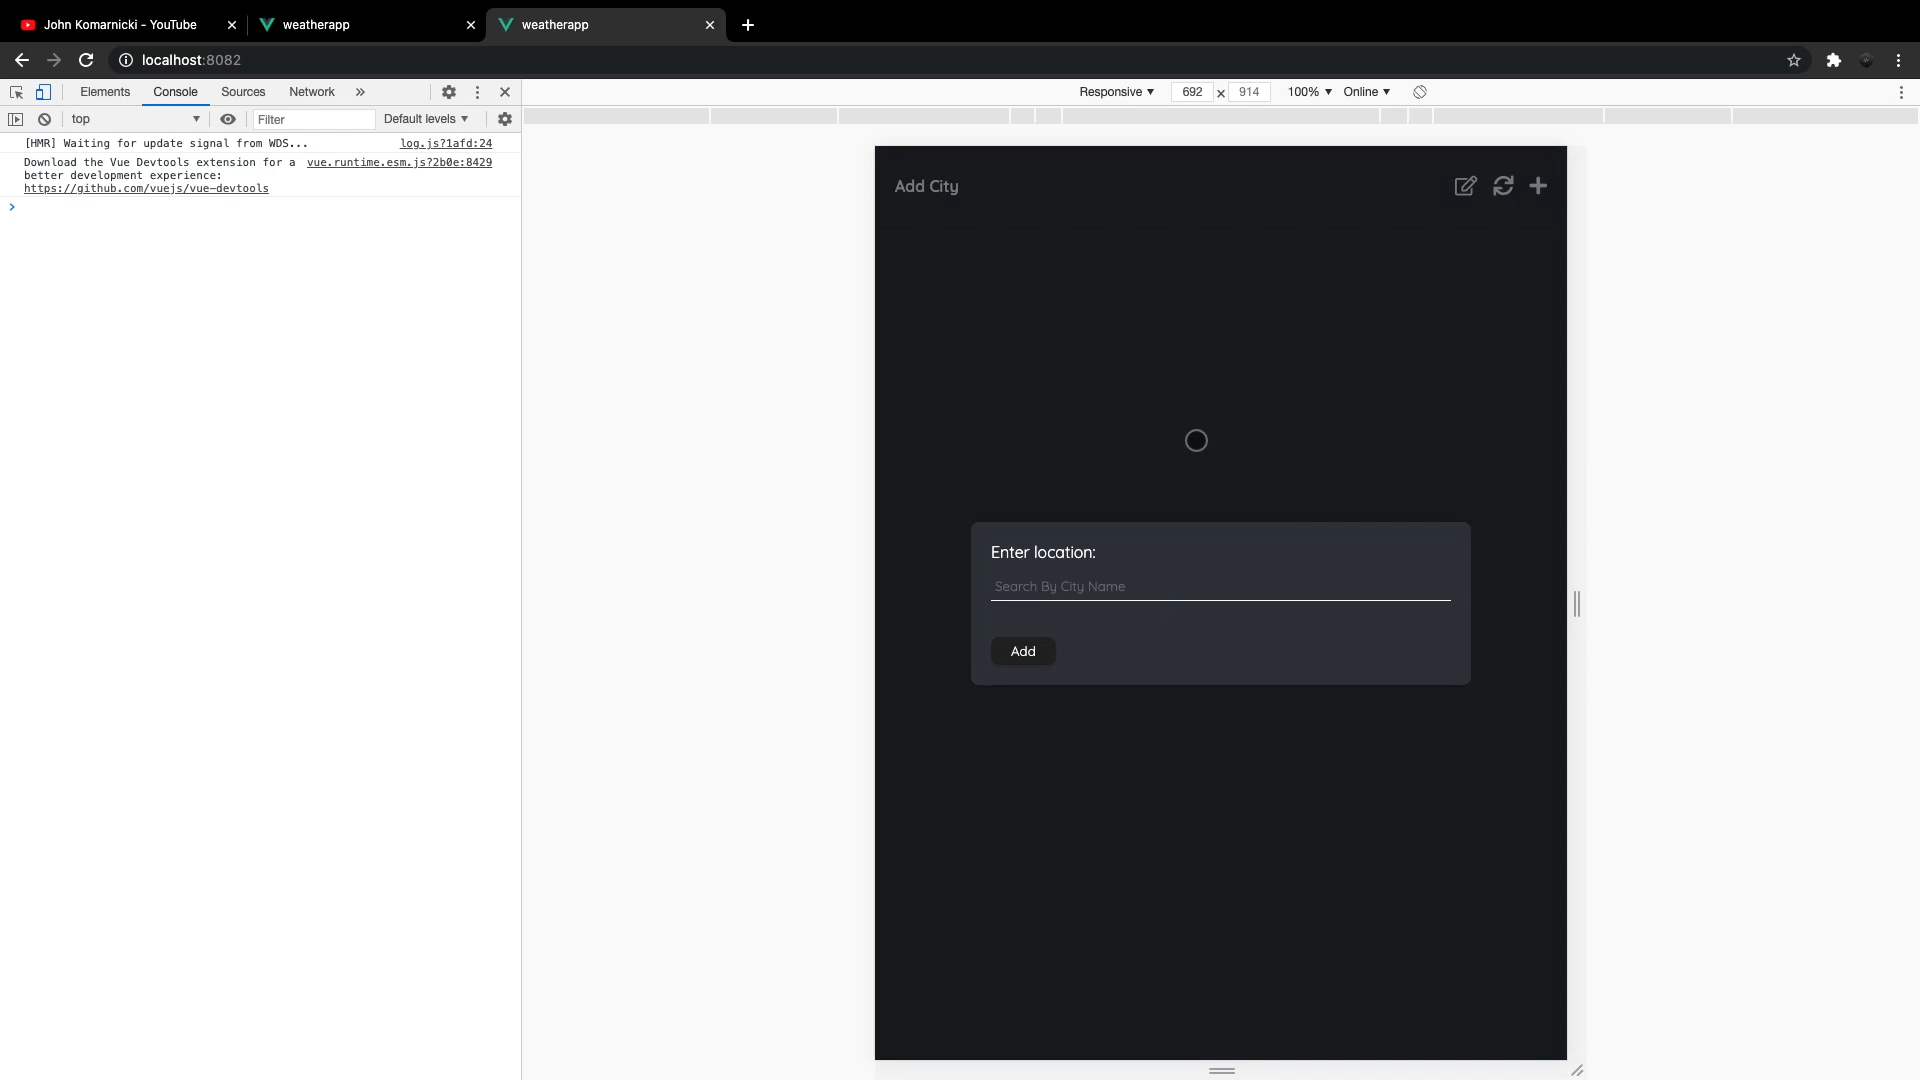 John Komarnicki - YouTube
weatherapp
weatherapp
localhost:8082
Elements Console Sources Network »
Responsive 692 x 914 100% Online
top Filter Default levels
[HMR] Waiting for update signal from WDS... log.js?1afd:24
Download the Vue Devtools extension for a vue.runtime.esm.js?2b0e:8429
better development experience:
https://github.com/vuejs/vue-devtools
Add City
Enter location:
Search By City Name
Add